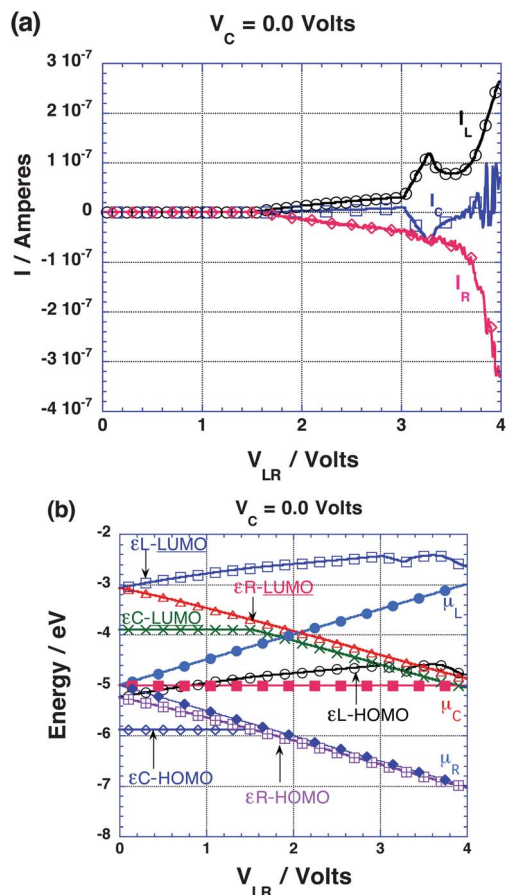 (a)
V_C = 0.0 Volts
3 10^-7
2 10^-7
1 10^-7
0
-1 10^-7
-2 10^-7
-3 10^-7
-4 10^-7
I / Amperes
I_L
I_C
I_R
0 1 2 3 4
V_LR / Volts
(b)
V_C = 0.0 Volts
-2
-3
-4
-5
-6
-7
-8
Energy / eV
εL-LUMO
εR-LUMO
εC-LUMO
μ_L
εL-HOMO
μ_C
εC-HOMO
εR-HOMO
μ_R
0 1 2 3 4
V_LR / Volts